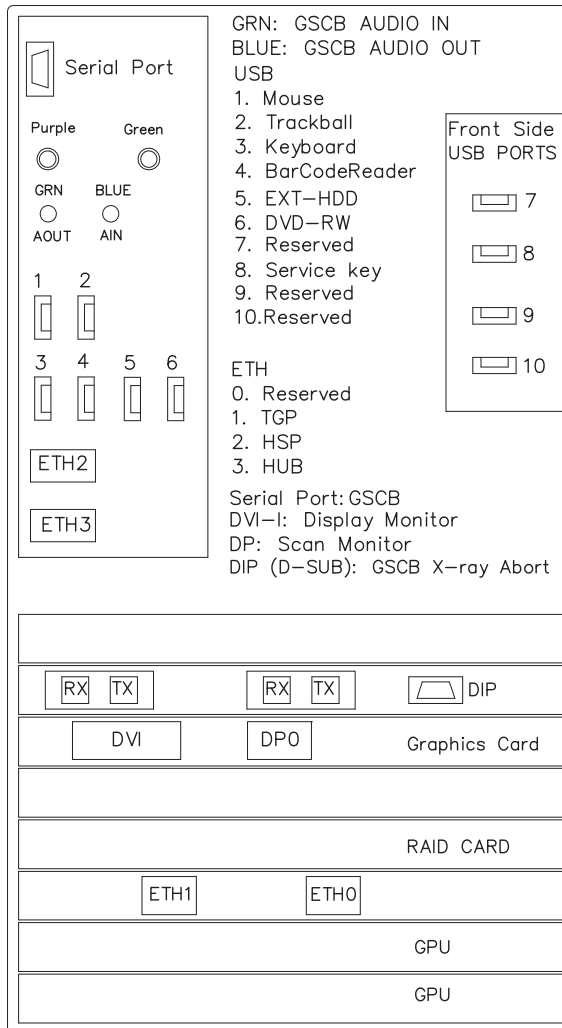 Serial Port
Purple Green
GRN BLUE
AOUT AIN
1 2
3 4 5 6
ETH2
ETH3
GRN: GSCB AUDIO IN
BLUE: GSCB AUDIO OUT
USB
1. Mouse
2. Trackball
3. Keyboard
4. BarCodeReader
5. EXT-HDD
6. DVD-RW
7. Reserved
8. Service key
9. Reserved
10.Reserved
ETH
0. Reserved
1. TGP
2. HSP
3. HUB
Serial Port: GSCB
DVI-I: Display Monitor
DP: Scan Monitor
DIP (D-SUB): GSCB X-ray Abort
Front Side
USB PORTS
7
8
9
10
RX TX RX TX DIP
DVI DP0 Graphics Card
RAID CARD
ETH1 ETH0
GPU
GPU